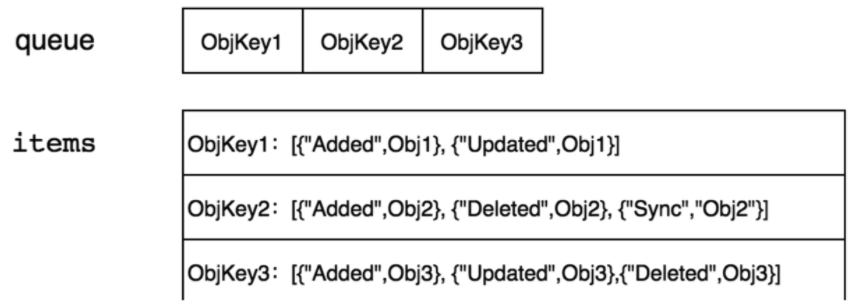 queue ObjKey1 ObjKey2 ObjKey3
items
ObjKey1: [{"Added",Obj1}, {"Updated",Obj1}]
ObjKey2: [{"Added",Obj2}, {"Deleted",Obj2}, {"Sync","Obj2"}]
ObjKey3: [{"Added",Obj3}, {"Updated",Obj3},{"Deleted",Obj3}]